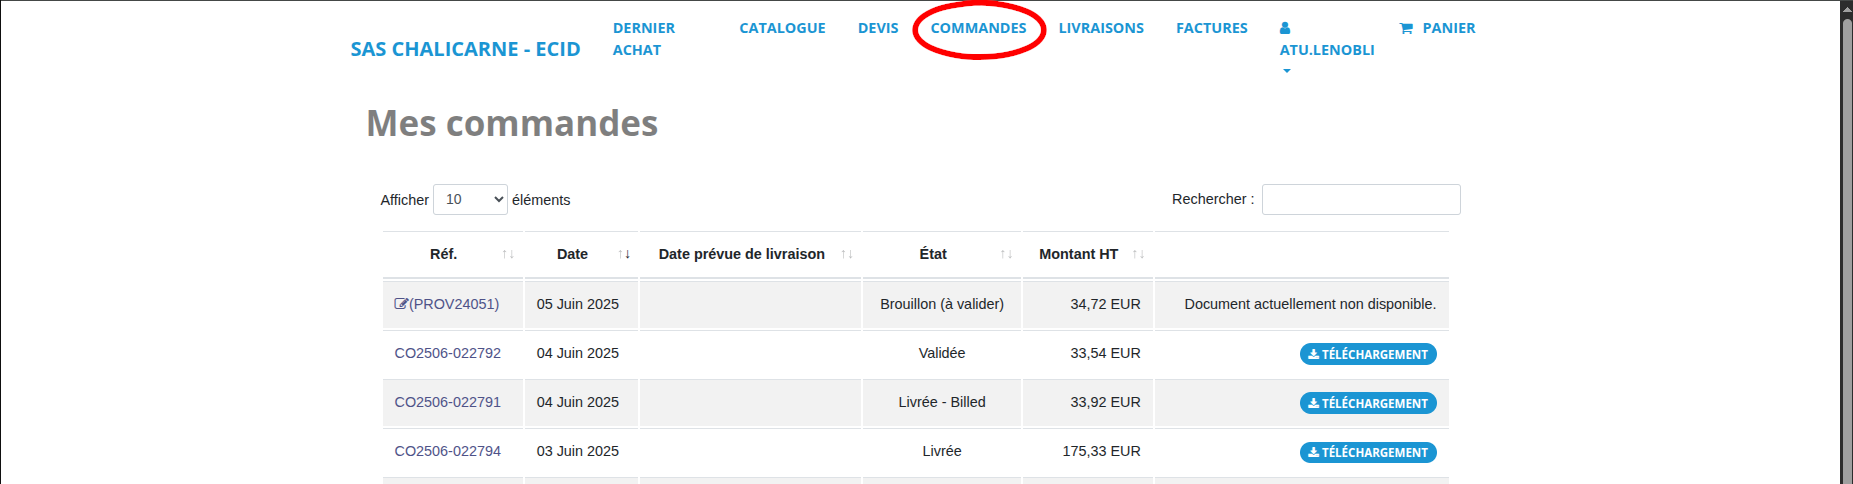 SAS CHALICARNE - ECID
DERNIER ACHAT
CATALOGUE
DEVIS
COMMANDES
LIVRAISONS
FACTURES
ATU.LENOBLI
PANIER
Mes commandes
Afficher 10 éléments
Rechercher :
Réf. Date Date prévue de livraison État Montant HT
(PROV24051) 05 Juin 2025 Brouillon (à valider) 34,72 EUR Document actuellement non disponible.
CO2506-022792 04 Juin 2025 Validée 33,54 EUR TÉLÉCHARGEMENT
CO2506-022791 04 Juin 2025 Livrée - Billed 33,92 EUR TÉLÉCHARGEMENT
CO2506-022794 03 Juin 2025 Livrée 175,33 EUR TÉLÉCHARGEMENT